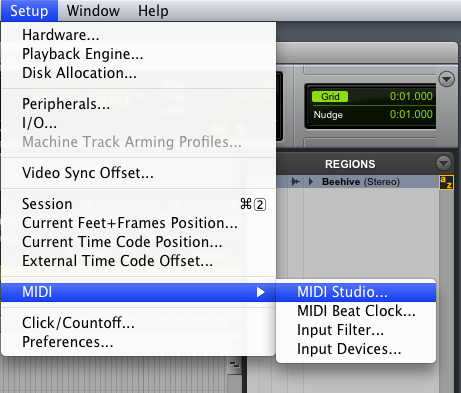 Setup Window Help
Hardware...
Playback Engine...
Disk Allocation...
Peripherals...
I/O...
Machine Track Arming Profiles...
Video Sync Offset...
Session ⌘2
Current Feet+Frames Position...
Current Time Code Position...
External Time Code Offset...
MIDI
Click/Countoff...
Preferences...
MIDI Studio...
MIDI Beat Clock...
Input Filter...
Input Devices...
Grid 0:01.000
Nudge 0:01.000
REGIONS
Beehive (Stereo)
a z